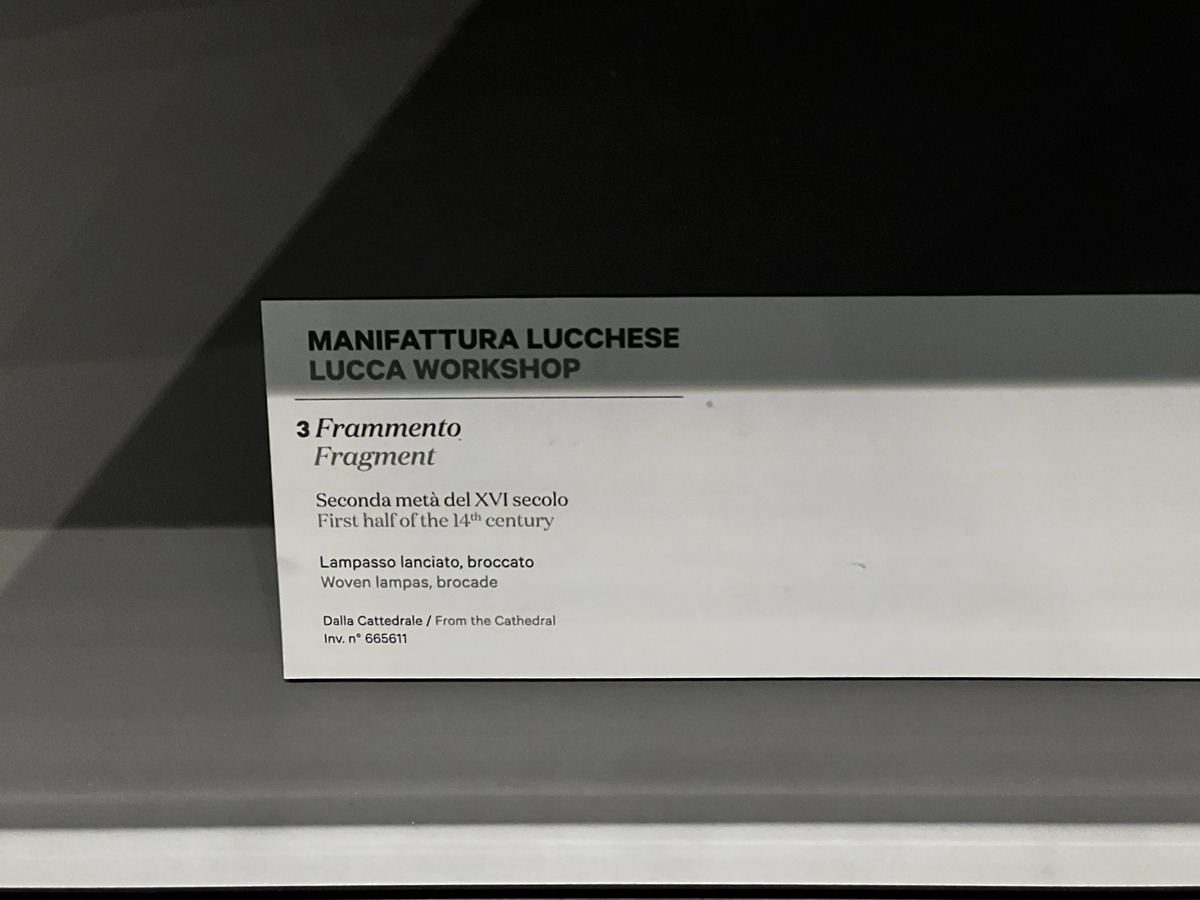 MANIFATTURA LUCCHESE
LUCCA WORKSHOP
3 Frammento
Fragment
Seconda metà del XVI secolo
First half of the 14th century
Lampasso lanciato, broccato
Woven lampas, brocade
Dalla Cattedrale / From the Cathedral
Inv. n° 665611